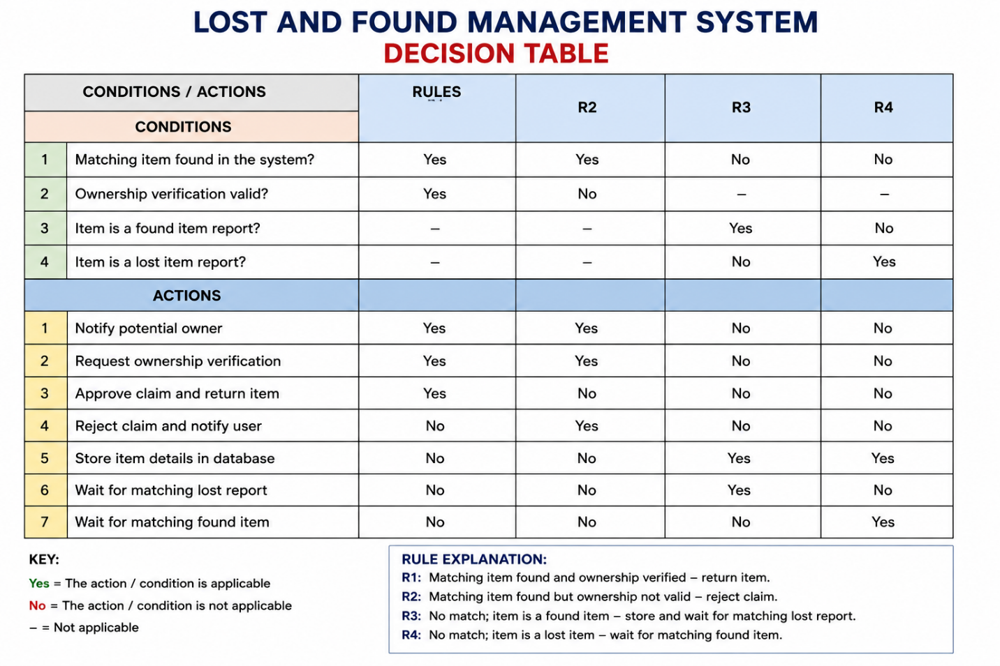 LOST AND FOUND MANAGEMENT SYSTEM
DECISION TABLE
CONDITIONS / ACTIONS RULES R2 R3 R4
CONDITIONS
1 Matching item found in the system? Yes Yes No No
2 Ownership verification valid? Yes No – –
3 Item is a found item report? – – Yes No
4 Item is a lost item report? – – No Yes
ACTIONS
1 Notify potential owner Yes Yes No No
2 Request ownership verification Yes Yes No No
3 Approve claim and return item Yes No No No
4 Reject claim and notify user No Yes No No
5 Store item details in database No No Yes Yes
6 Wait for matching lost report No No Yes No
7 Wait for matching found item No No No Yes
KEY:
Yes = The action / condition is applicable
No = The action / condition is not applicable
– = Not applicable
RULE EXPLANATION:
R1: Matching item found and ownership verified – return item.
R2: Matching item found but ownership not valid – reject claim.
R3: No match; item is a found item – store and wait for matching lost report.
R4: No match; item is a lost item – wait for matching found item.